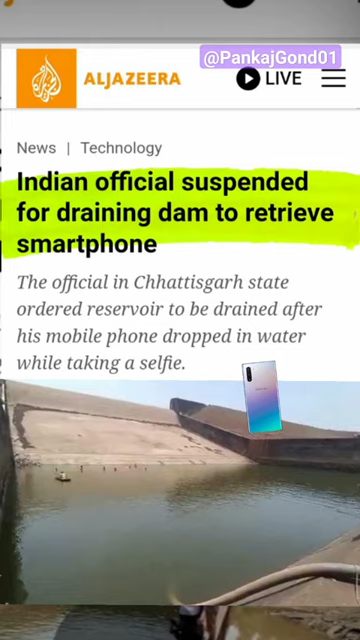 @PankajGond01
ALJAZEERA
LIVE
News | Technology
Indian official suspended
for draining dam to retrieve
smartphone
The official in Chhattisgarh state
ordered reservoir to be drained after
his mobile phone dropped in water
while taking a selfie.